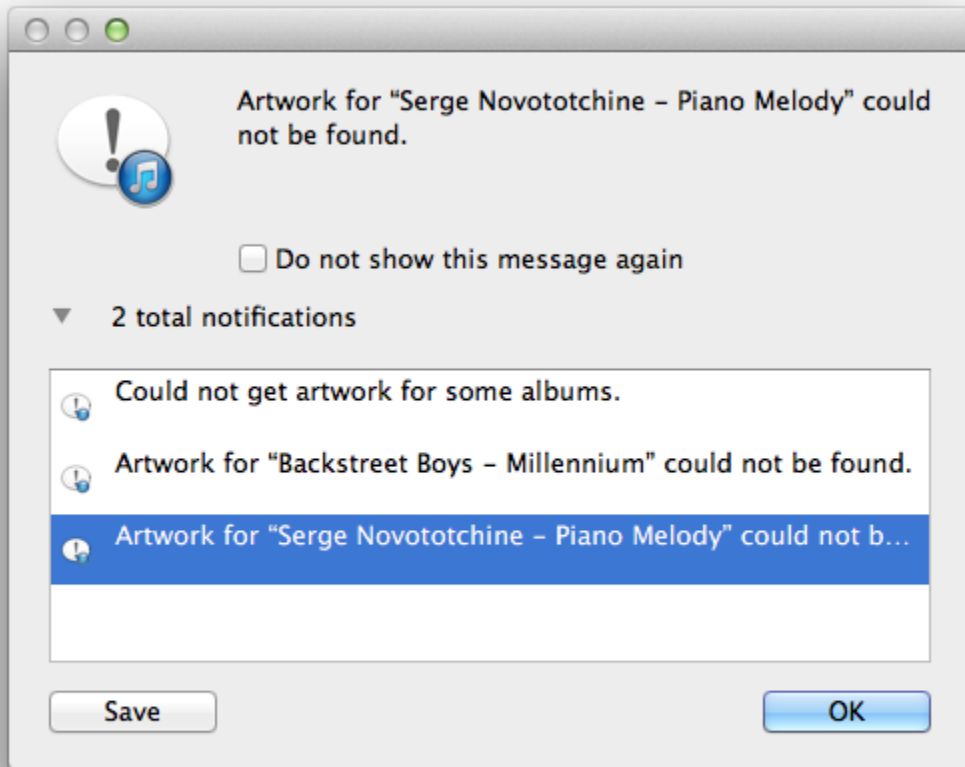 Artwork for “Serge Novototchine – Piano Melody” could
not be found.
Do not show this message again
2 total notifications
Could not get artwork for some albums.
Artwork for “Backstreet Boys – Millennium” could not be found.
Artwork for “Serge Novototchine – Piano Melody” could not b...
Save
OK